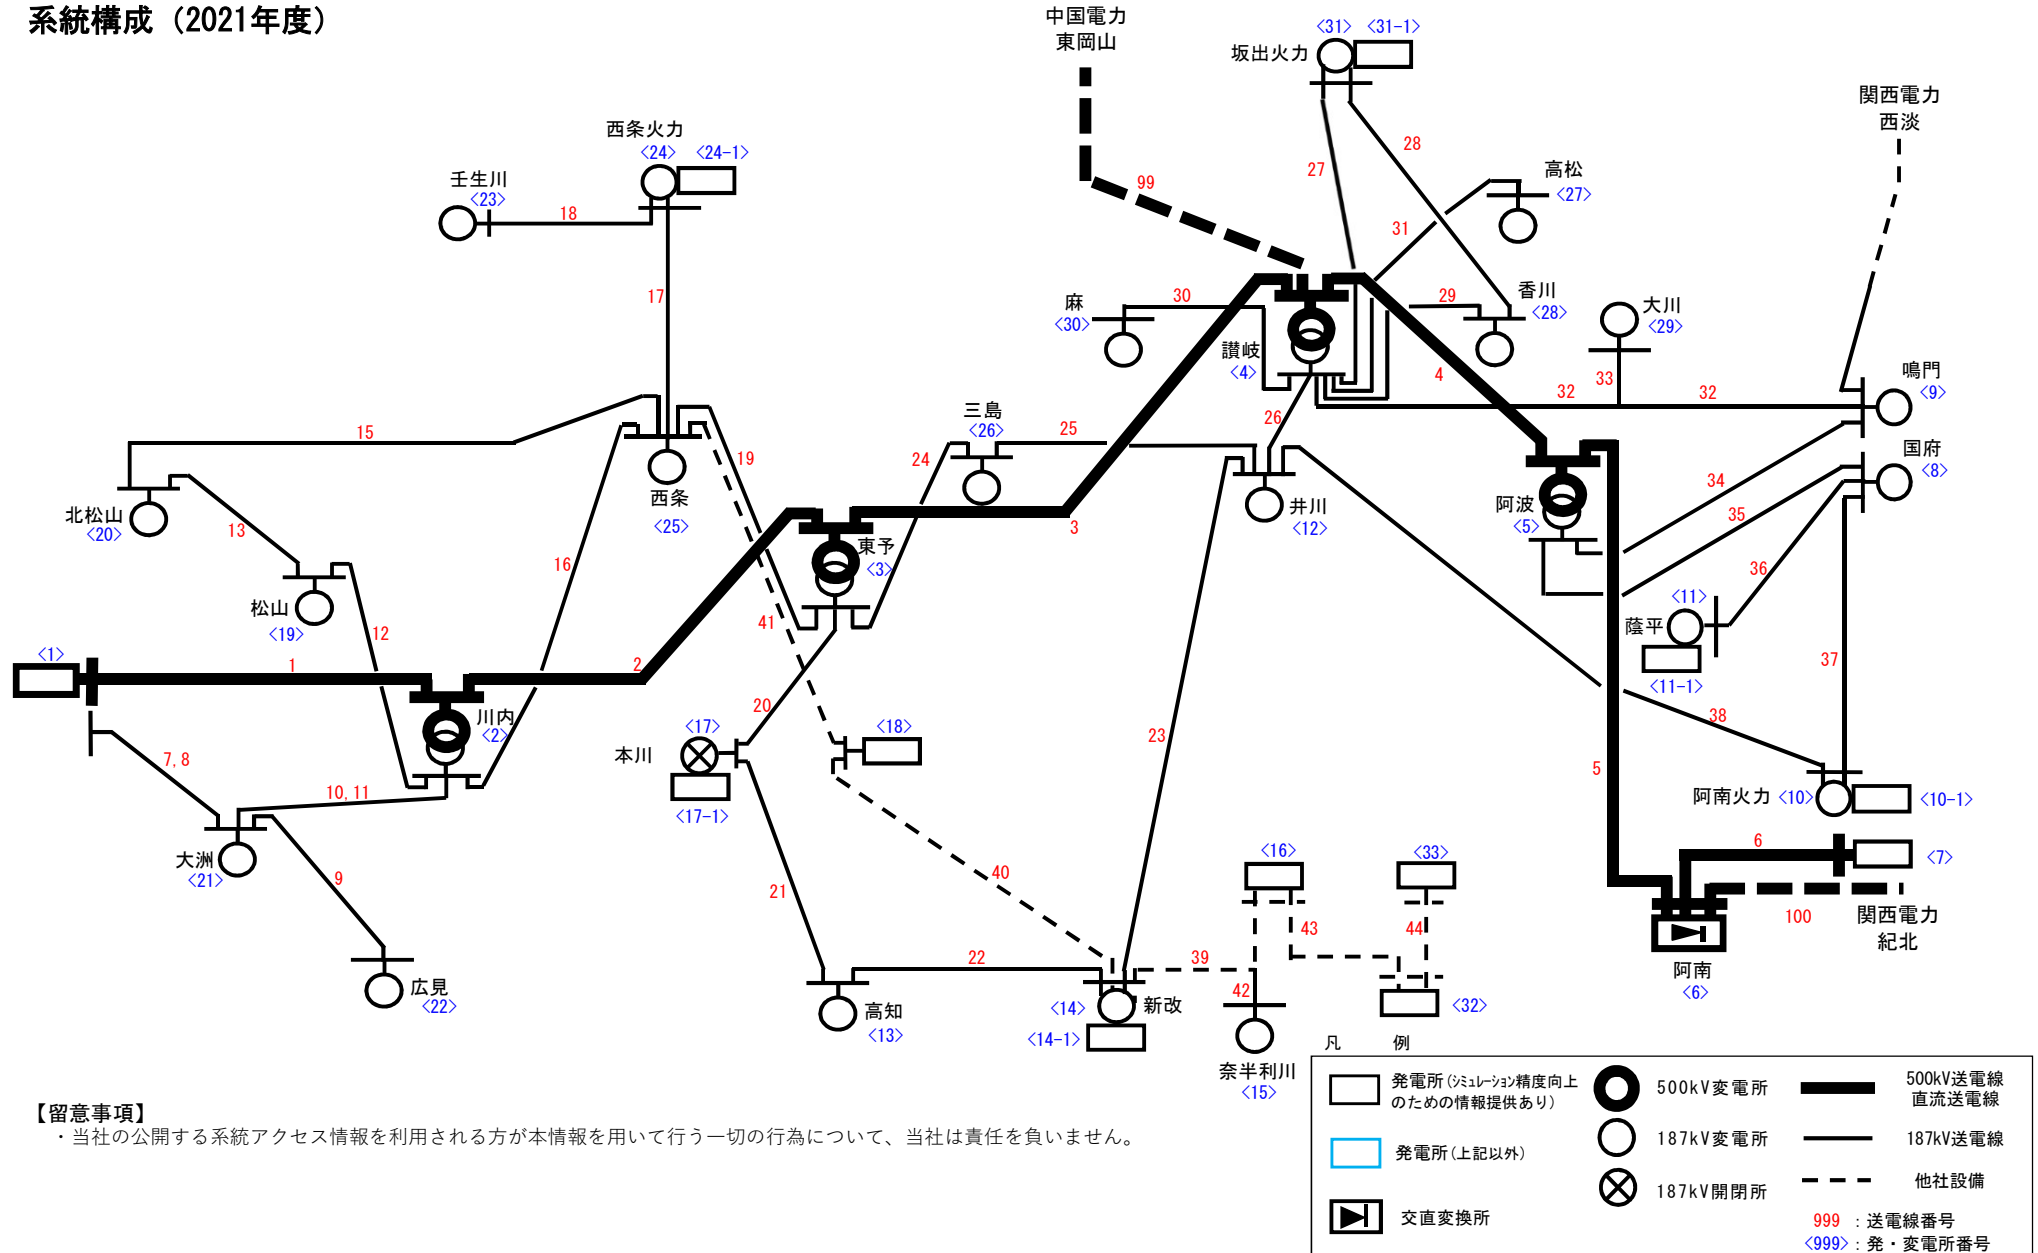 系統構成（2021年度）
中国電力
東岡山
<31> <31-1>
坂出火力
関西電力
西淡
西条火力
<24> <24-1>
壬生川
<23>
18
99
27
28
高松
<27>
31
17
麻
<30>
30
讃岐
<4>
29
香川
<28>
大川
<29>
4
33
32
32
鳴門
<9>
15
三島
<26>
25
26
24
19
国府
<8>
北松山
<20>
13
西条
<25>
東予
<3>
3
井川
<12>
阿波
<5>
34
35
16
36
松山
<19>
12
41
<11>
蔭平
<11-1>
<1>
1
2
37
川内
<2>
7,8
10,11
20
本川
<17>
<17-1>
<18>
23
38
5
阿南火力
<10>
<10-1>
大洲
<21>
9
21
40
<16>
<33>
6
<7>
43
44
100
関西電力
紀北
広見
<22>
22
39
高知
<13>
<14>
新改
<14-1>
42
<32>
阿南
<6>
奈半利川
<15>
凡 例
発電所(ｼﾐｭﾚｰｼｮﾝ精度向上
のための情報提供あり)
500kV変電所
500kV送電線
直流送電線
187kV変電所
187kV送電線
発電所(上記以外)
187kV開閉所
他社設備
交直変換所
999 : 送電線番号
<999> : 発・変電所番号
【留意事項】
・当社の公開する系統アクセス情報を利用される方が本情報を用いて行う一切の行為について、当社は責任を負いません。